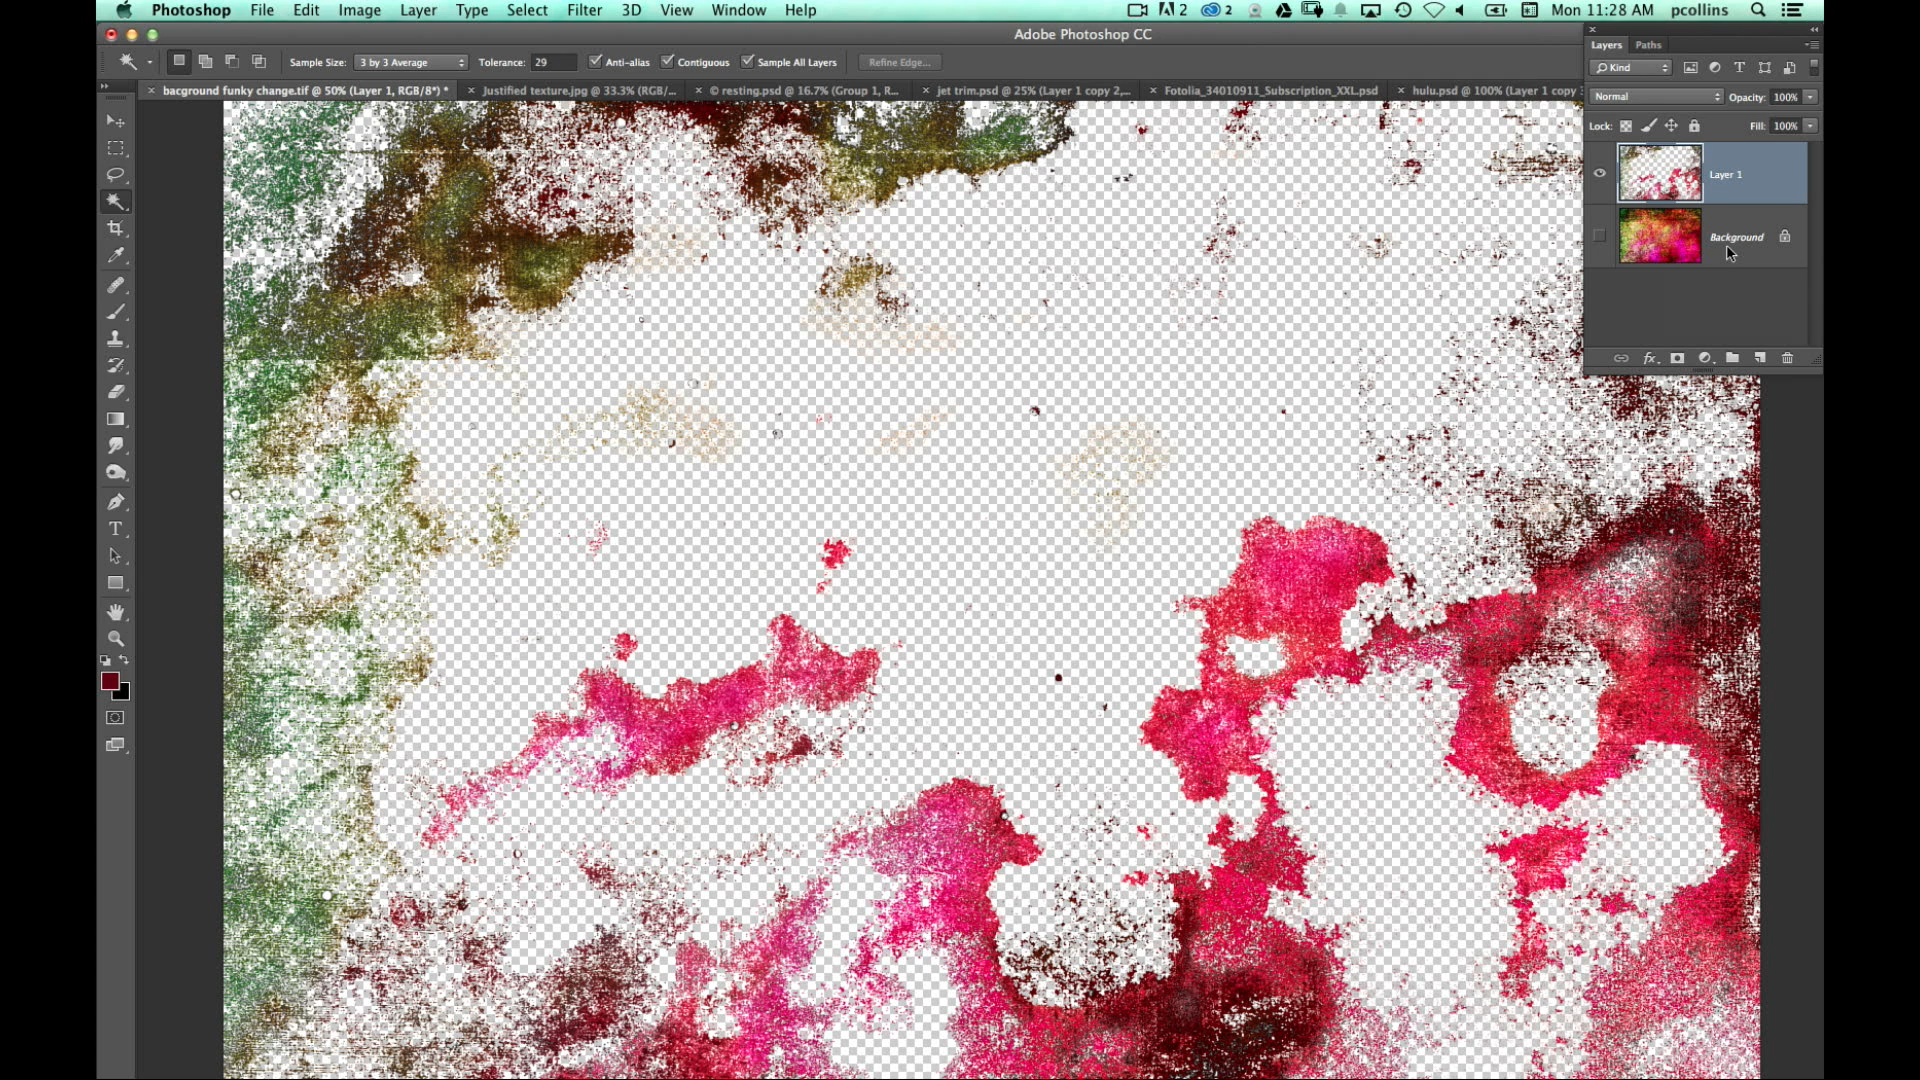 Photoshop File Edit Image Layer Type Select Filter 3D View Window Help 2 2 Mon 11:28 AM pcollins
Adobe Photoshop CC
Sample Size: 3 by 3 Average Tolerance: 29 Anti-alias Contiguous Sample All Layers Refine Edge...
bacground funky change.tif @ 50% (Layer 1, RGB/8*) * Justified texture.jpg @ 33.3% (RGB/... © resting.psd @ 16.7% (Group 1, R... jet trim.psd @ 25% (Layer 1 copy 2,... Fotolia_34010911_Subscription_XXL.psd hulu.psd @ 100% (Layer 1 copy 3
Layers Paths
Kind
Normal Opacity: 100%
Lock: Fill: 100%
Layer 1
Background